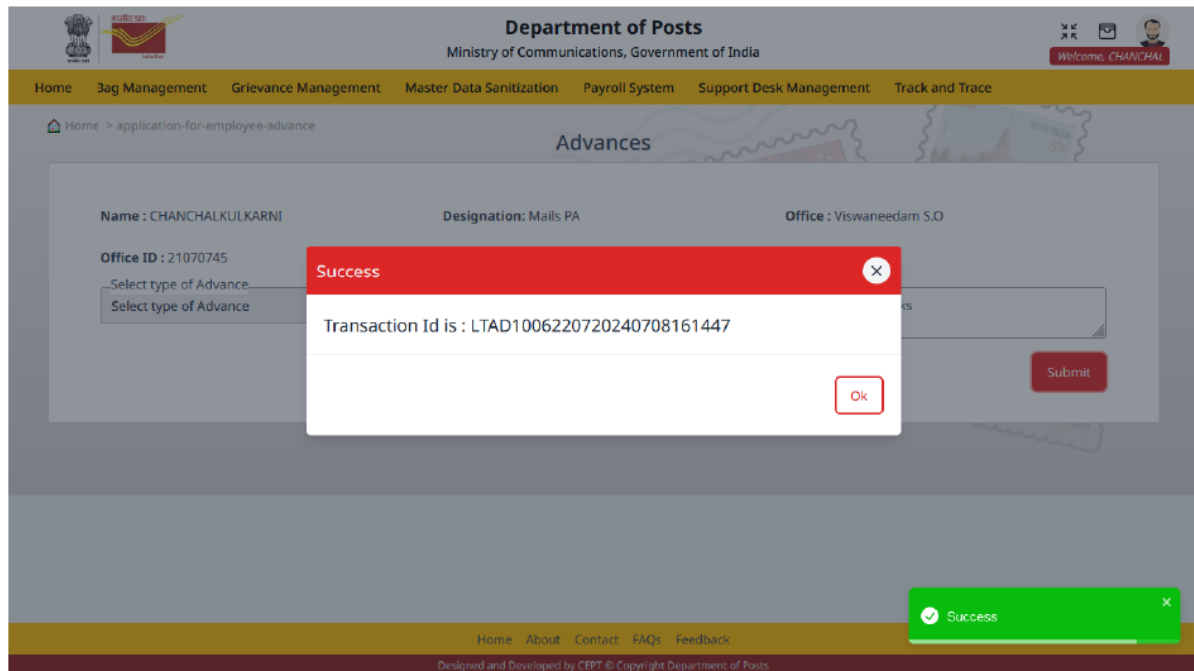 Department of Posts
Ministry of Communications, Government of India
Welcome, CHANCHAL
Home Bag Management Grievance Management Master Data Sanitization Payroll System Support Desk Management Track and Trace
Home > application-for-employee-advance
Advances
Name : CHANCHALKULKARNI Designation: Mails PA Office : Viswaneedam S.O
Office ID : 21070745
Select type of Advance
Select type of Advance
Success
Transaction Id is : LTAD1006220720240708161447
Ok
Submit
Success
Home About Contact FAQs Feedback
Designed and Developed by CEPT © Copyright Department of Posts